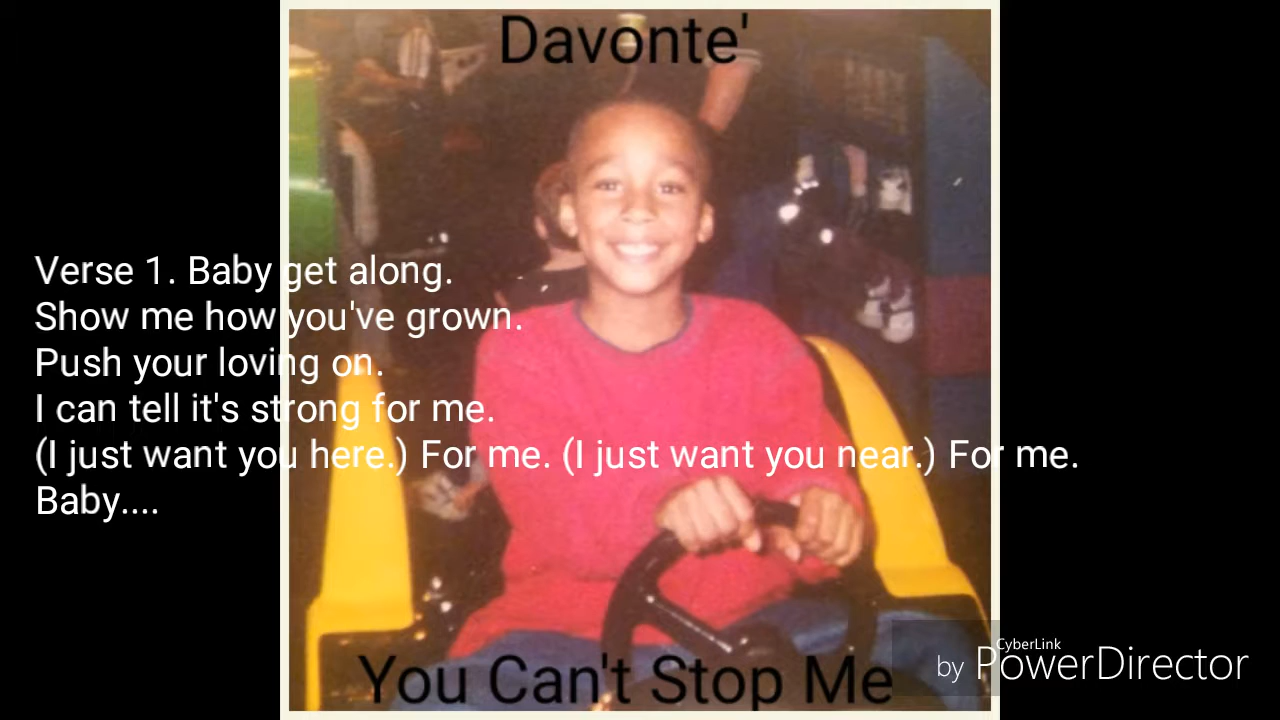 Davonte'
Verse 1. Baby get along.
Show me how you've grown.
Push your loving on.
I can tell it's strong for me.
(I just want you here.) For me. (I just want you near.) For me.
Baby....
You Can't Stop Me
CyberLink
by PowerDirector